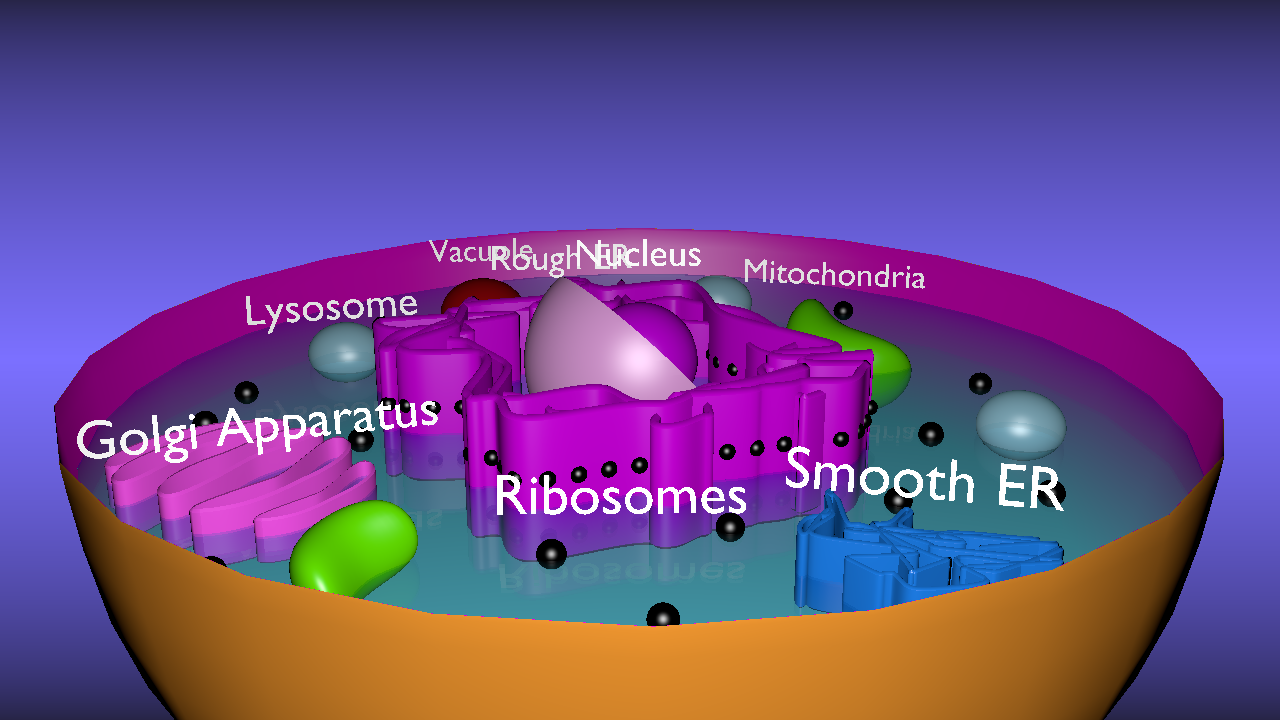 Vacuole
Rough ER
Nucleus
Mitochondria
Lysosome
Golgi Apparatus
Smooth ER
Ribosomes